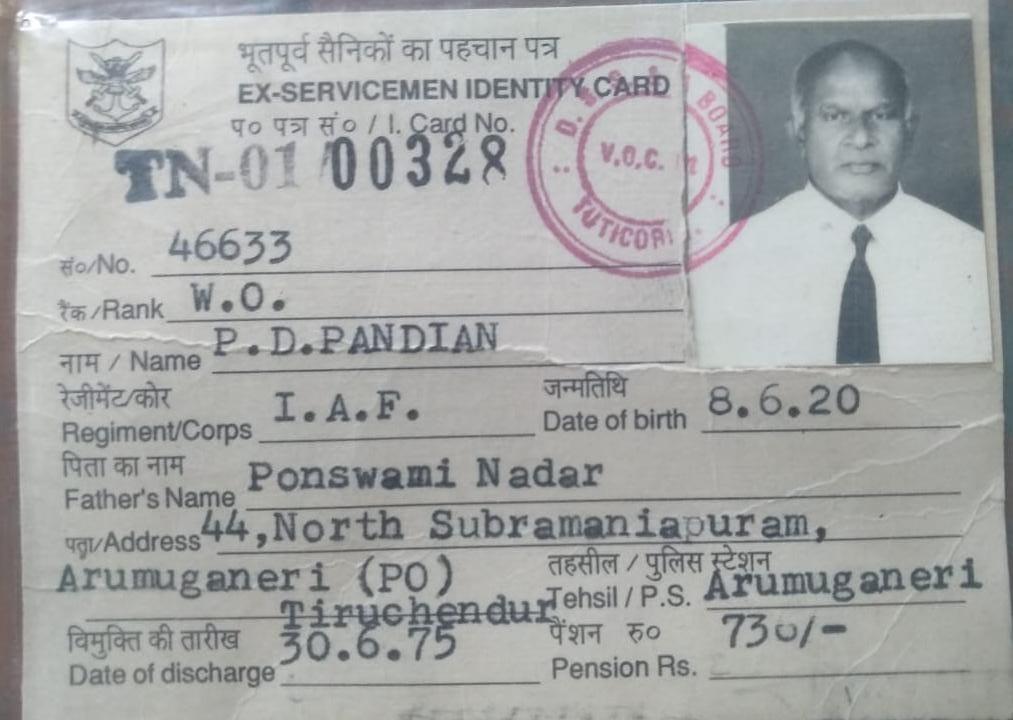 भूतपूर्व सैनिकों का पहचान पत्र
EX-SERVICEMEN IDENTITY CARD
प० पत्र सं० / I. Card No.
TN-01/00328
D. S. S. & A BOARD
V.O.C.
TUTICORI
सं०/No. 46633
रैंक/Rank W.O.
नाम / Name P.D.PANDIAN
रेजीमेंट/कोर
Regiment/Corps I.A.F.
जन्मतिथि
Date of birth 8.6.20
पिता का नाम
Father's Name Ponswami Nadar
पता/Address 44,North Subramaniapuram,
Arumuganeri (PO)
Tiruchendur
तहसील / पुलिस स्टेशन
Tehsil / P.S. Arumuganeri
विमुक्ति की तारीख
Date of discharge 30.6.75
पेंशन रु०
Pension Rs. 730/-